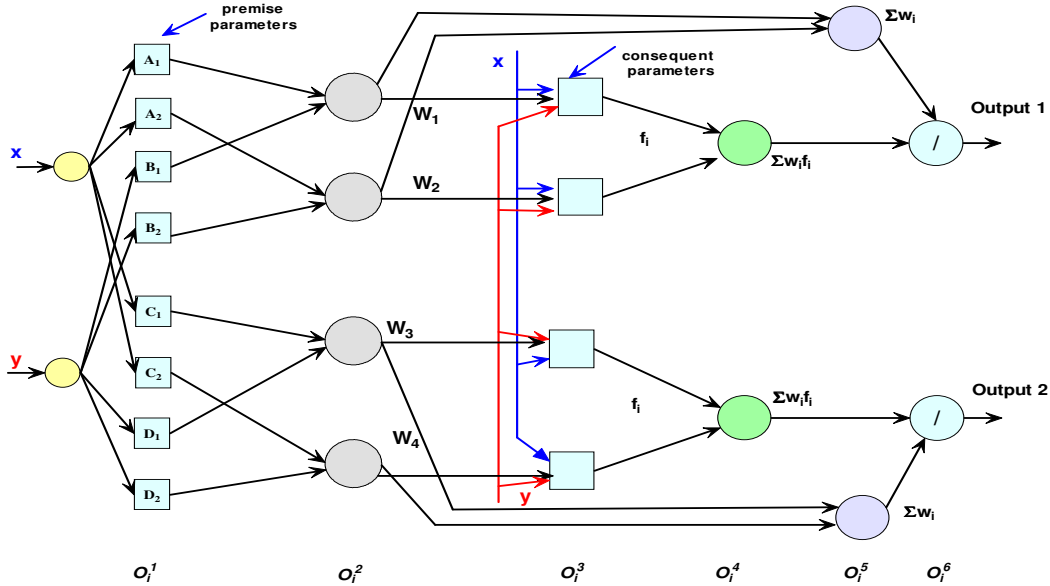 premise
parameters
Σwᵢ
A₁
x
consequent
parameters
A₂
W₁
fᵢ
Output 1
x
B₁
/
Σwᵢfᵢ
W₂
B₂
C₁
W₃
y
C₂
Output 2
Σwᵢfᵢ
fᵢ
D₁
W₄
/
D₂
y
Σwᵢ
Oᵢ¹
Oᵢ²
Oᵢ³
Oᵢ⁴
Oᵢ⁵
Oᵢ⁶